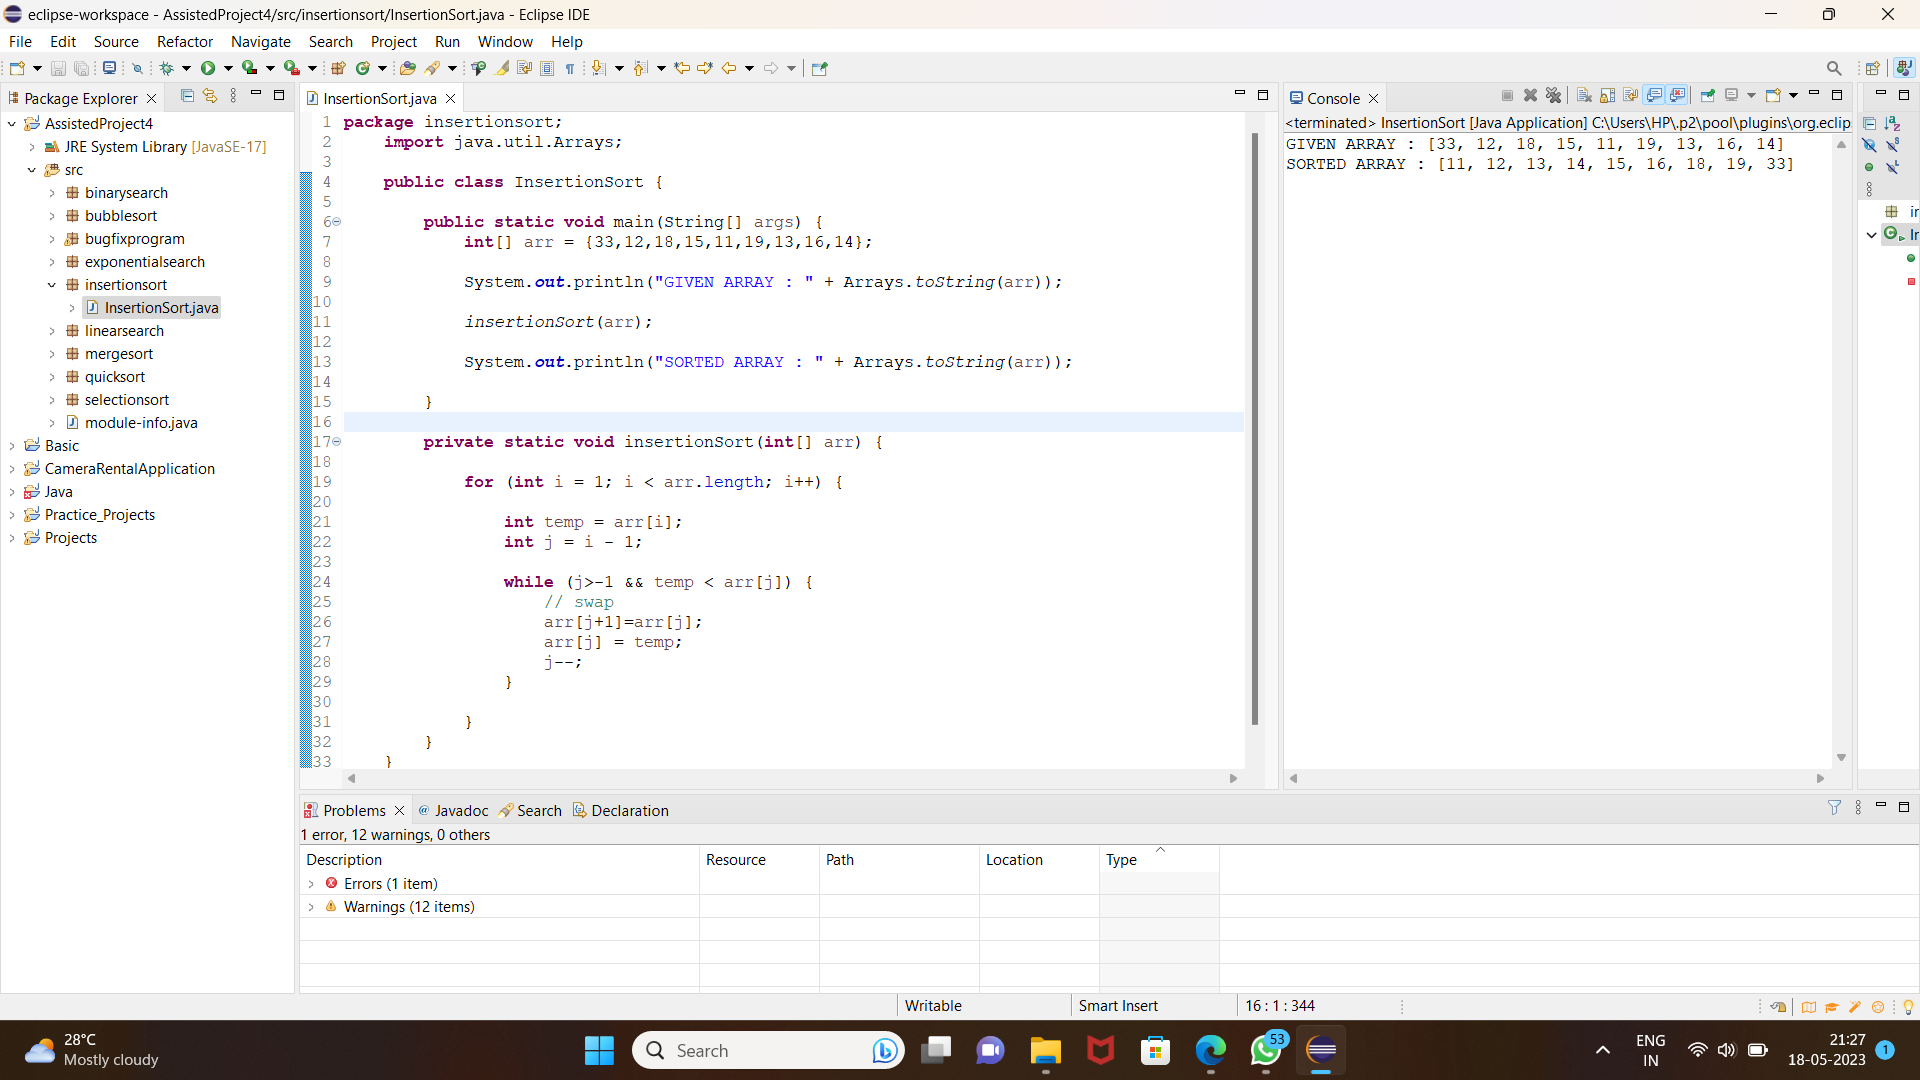 eclipse-workspace - AssistedProject4/src/insertionsort/InsertionSort.java - Eclipse IDE
File Edit Source Refactor Navigate Search Project Run Window Help
Package Explorer
AssistedProject4
JRE System Library [JavaSE-17]
src
binarysearch
bubblesort
bugfixprogram
exponentialsearch
insertionsort
InsertionSort.java
linearsearch
mergesort
quicksort
selectionsort
module-info.java
Basic
CameraRentalApplication
Java
Practice_Projects
Projects
InsertionSort.java
1 package insertionsort;
2 import java.util.Arrays;
3
4 public class InsertionSort {
5
6 public static void main(String[] args) {
7 int[] arr = {33,12,18,15,11,19,13,16,14};
8
9 System.out.println("GIVEN ARRAY : " + Arrays.toString(arr));
10
11 insertionSort(arr);
12
13 System.out.println("SORTED ARRAY : " + Arrays.toString(arr));
14
15 }
16
17 private static void insertionSort(int[] arr) {
18
19 for (int i = 1; i < arr.length; i++) {
20
21 int temp = arr[i];
22 int j = i - 1;
23
24 while (j>-1 && temp < arr[j]) {
25 // swap
26 arr[j+1]=arr[j];
27 arr[j] = temp;
28 j--;
29 }
30
31 }
32 }
33 }
Console
<terminated> InsertionSort [Java Application] C:\Users\HP\.p2\pool\plugins\org.eclip
GIVEN ARRAY : [33, 12, 18, 15, 11, 19, 13, 16, 14]
SORTED ARRAY : [11, 12, 13, 14, 15, 16, 18, 19, 33]
Problems Javadoc Search Declaration
1 error, 12 warnings, 0 others
Description Resource Path Location Type
Errors (1 item)
Warnings (12 items)
Writable Smart Insert 16 : 1 : 344
28°C
Mostly cloudy
Search
53
ENG
IN
21:27
18-05-2023
1